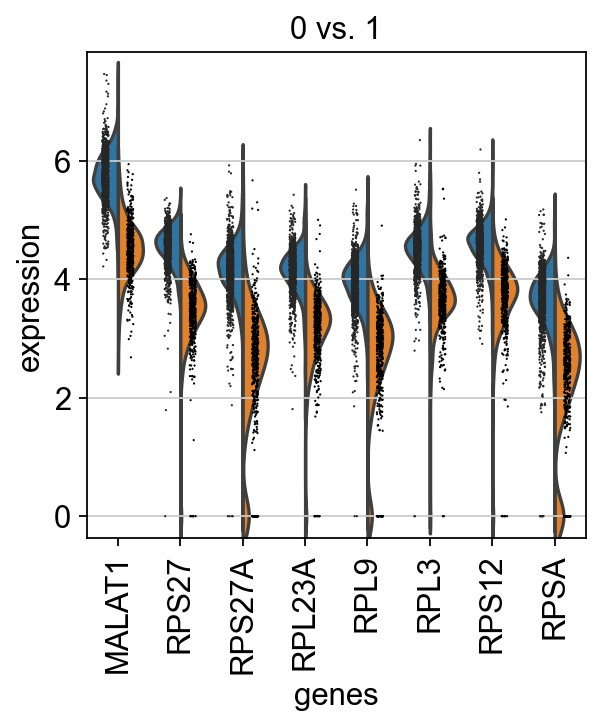 0 vs. 1
expression
6
4
2
0
MALAT1
RPS27
RPS27A
RPL23A
RPL9
RPL3
RPS12
RPSA
genes